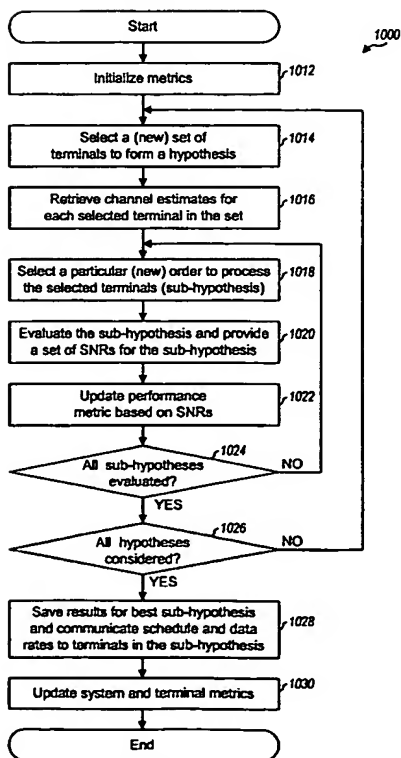 Start
1000
Initialize metrics
1012
Select a (new) set of
terminals to form a hypothesis
1014
Retrieve channel estimates for
each selected terminal in the set
1016
Select a particular (new) order to process
the selected terminals (sub-hypothesis)
1018
Evaluate the sub-hypothesis and provide
a set of SNRs for the sub-hypothesis
1020
Update performance
metric based on SNRs
1022
1024
All sub-hypotheses
evaluated?
NO
YES
1026
All hypotheses
considered?
NO
YES
Save results for best sub-hypothesis
and communicate schedule and data
rates to terminals in the sub-hypothesis
1028
Update system and terminal metrics
1030
End